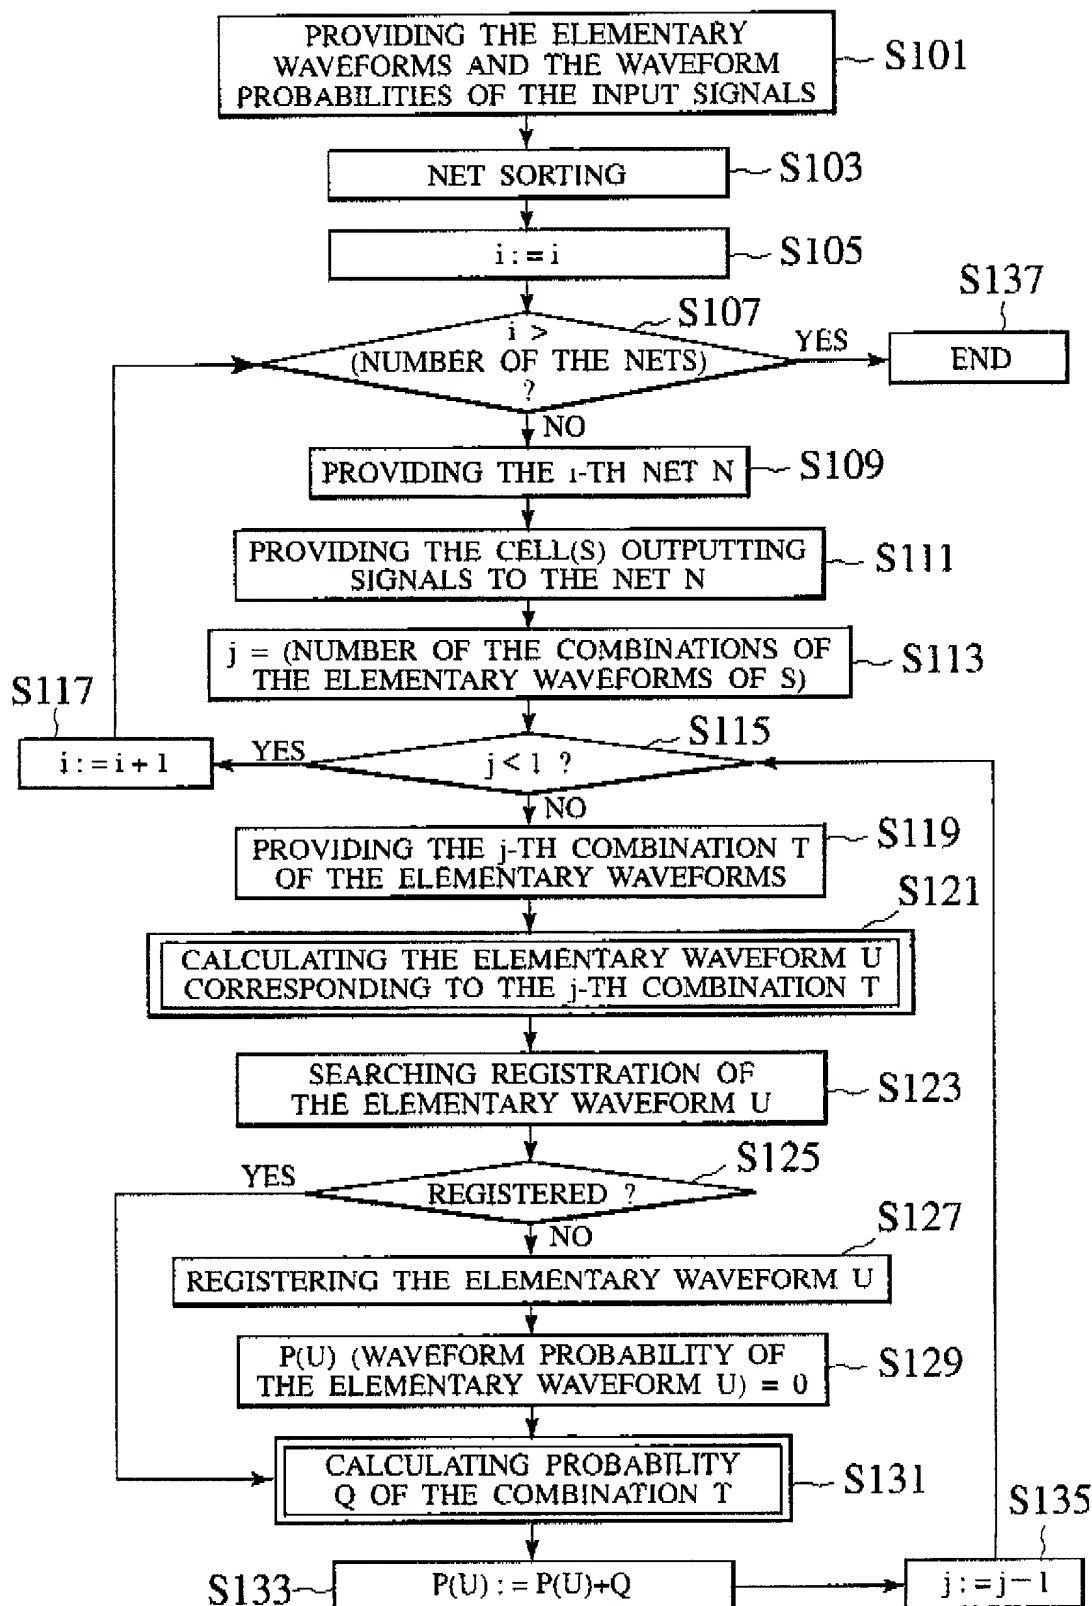 PROVIDING THE ELEMENTARY
WAVEFORMS AND THE WAVEFORM
PROBABILITIES OF THE INPUT SIGNALS
S101
NET SORTING
S103
i := i
S105
S137
i >
(NUMBER OF THE NETS)
?
S107
YES
END
NO
PROVIDING THE i-TH NET N
S109
PROVIDING THE CELL(S) OUTPUTTING
SIGNALS TO THE NET N
S111
j = (NUMBER OF THE COMBINATIONS OF
THE ELEMENTARY WAVEFORMS OF S)
S113
S117
i := i + 1
YES
j < 1 ?
S115
NO
PROVIDING THE j-TH COMBINATION T
OF THE ELEMENTARY WAVEFORMS
S119
S121
CALCULATING THE ELEMENTARY WAVEFORM U
CORRESPONDING TO THE j-TH COMBINATION T
SEARCHING REGISTRATION OF
THE ELEMENTARY WAVEFORM U
S123
YES
REGISTERED ?
S125
NO
S127
REGISTERING THE ELEMENTARY WAVEFORM U
P(U) (WAVEFORM PROBABILITY OF
THE ELEMENTARY WAVEFORM U) = 0
S129
CALCULATING PROBABILITY
Q OF THE COMBINATION T
S131
S135
S133
P(U) := P(U)+Q
j := j - 1